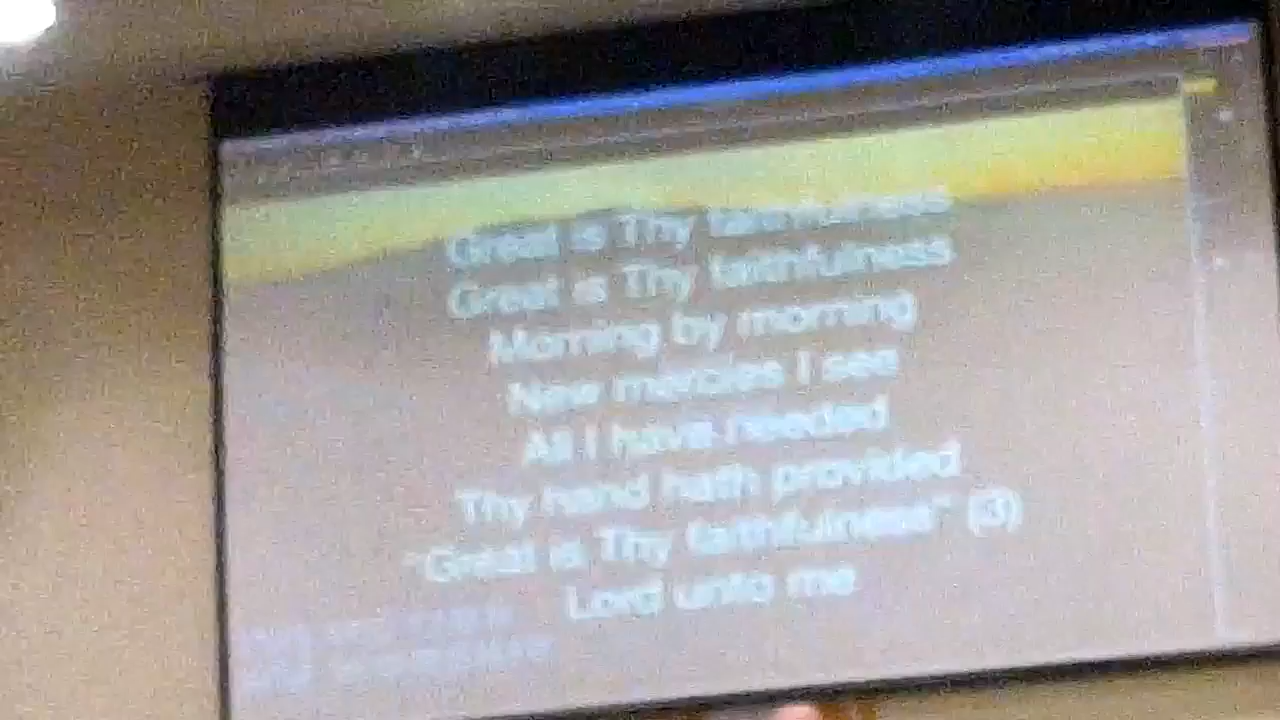 Great is Thy faithfulness
Great is Thy faithfulness
Morning by morning
New mercies I see
All I have needed
Thy hand hath provided
"Great is Thy faithfulness" (3)
Lord unto me